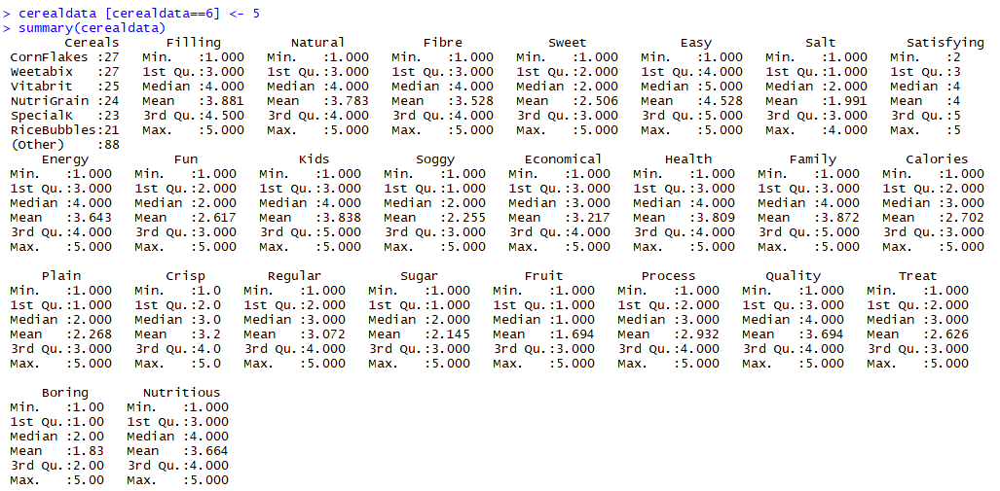 > cerealdata [cerealdata==6] <- 5
> summary(cerealdata)
Cereals Filling Natural Fibre Sweet Easy Salt Satisfying
CornFlakes :27 Min. :1.000 Min. :1.000 Min. :1.000 Min. :1.000 Min. :1.000 Min. :1.000 Min. :2
Weetabix :27 1st Qu.:3.000 1st Qu.:3.000 1st Qu.:3.000 1st Qu.:2.000 1st Qu.:4.000 1st Qu.:1.000 1st Qu.:3
Vitabrit :25 Median :4.000 Median :4.000 Median :4.000 Median :2.000 Median :5.000 Median :2.000 Median :4
NutriGrain :24 Mean :3.881 Mean :3.783 Mean :3.528 Mean :2.506 Mean :4.528 Mean :1.991 Mean :4
SpecialK :23 3rd Qu.:4.500 3rd Qu.:4.000 3rd Qu.:4.000 3rd Qu.:3.000 3rd Qu.:5.000 3rd Qu.:3.000 3rd Qu.:5
RiceBubbles:21 Max. :5.000 Max. :5.000 Max. :5.000 Max. :5.000 Max. :5.000 Max. :4.000 Max. :5
(Other) :88
Energy Fun Kids Soggy Economical Health Family Calories
Min. :1.000 Min. :1.000 Min. :1.000 Min. :1.000 Min. :1.000 Min. :1.000 Min. :1.000 Min. :1.000
1st Qu.:3.000 1st Qu.:2.000 1st Qu.:3.000 1st Qu.:1.000 1st Qu.:3.000 1st Qu.:3.000 1st Qu.:3.000 1st Qu.:2.000
Median :4.000 Median :2.000 Median :4.000 Median :2.000 Median :3.000 Median :4.000 Median :4.000 Median :3.000
Mean :3.643 Mean :2.617 Mean :3.838 Mean :2.255 Mean :3.217 Mean :3.809 Mean :3.872 Mean :2.702
3rd Qu.:4.000 3rd Qu.:3.000 3rd Qu.:5.000 3rd Qu.:3.000 3rd Qu.:4.000 3rd Qu.:4.000 3rd Qu.:5.000 3rd Qu.:3.000
Max. :5.000 Max. :5.000 Max. :5.000 Max. :5.000 Max. :5.000 Max. :5.000 Max. :5.000 Max. :5.000
Plain Crisp Regular Sugar Fruit Process Quality Treat
Min. :1.000 Min. :1.0 Min. :1.000 Min. :1.000 Min. :1.000 Min. :1.000 Min. :1.000 Min. :1.000
1st Qu.:1.000 1st Qu.:2.0 1st Qu.:2.000 1st Qu.:1.000 1st Qu.:1.000 1st Qu.:2.000 1st Qu.:3.000 1st Qu.:2.000
Median :2.000 Median :3.0 Median :3.000 Median :2.000 Median :1.000 Median :3.000 Median :4.000 Median :3.000
Mean :2.268 Mean :3.2 Mean :3.072 Mean :2.145 Mean :1.694 Mean :2.932 Mean :3.694 Mean :2.626
3rd Qu.:3.000 3rd Qu.:4.0 3rd Qu.:4.000 3rd Qu.:3.000 3rd Qu.:3.000 3rd Qu.:4.000 3rd Qu.:4.000 3rd Qu.:3.000
Max. :5.000 Max. :5.0 Max. :5.000 Max. :5.000 Max. :5.000 Max. :5.000 Max. :5.000 Max. :5.000
Boring Nutritious
Min. :1.00 Min. :1.000
1st Qu.:1.00 1st Qu.:3.000
Median :2.00 Median :4.000
Mean :1.83 Mean :3.664
3rd Qu.:2.00 3rd Qu.:4.000
Max. :5.00 Max. :5.000